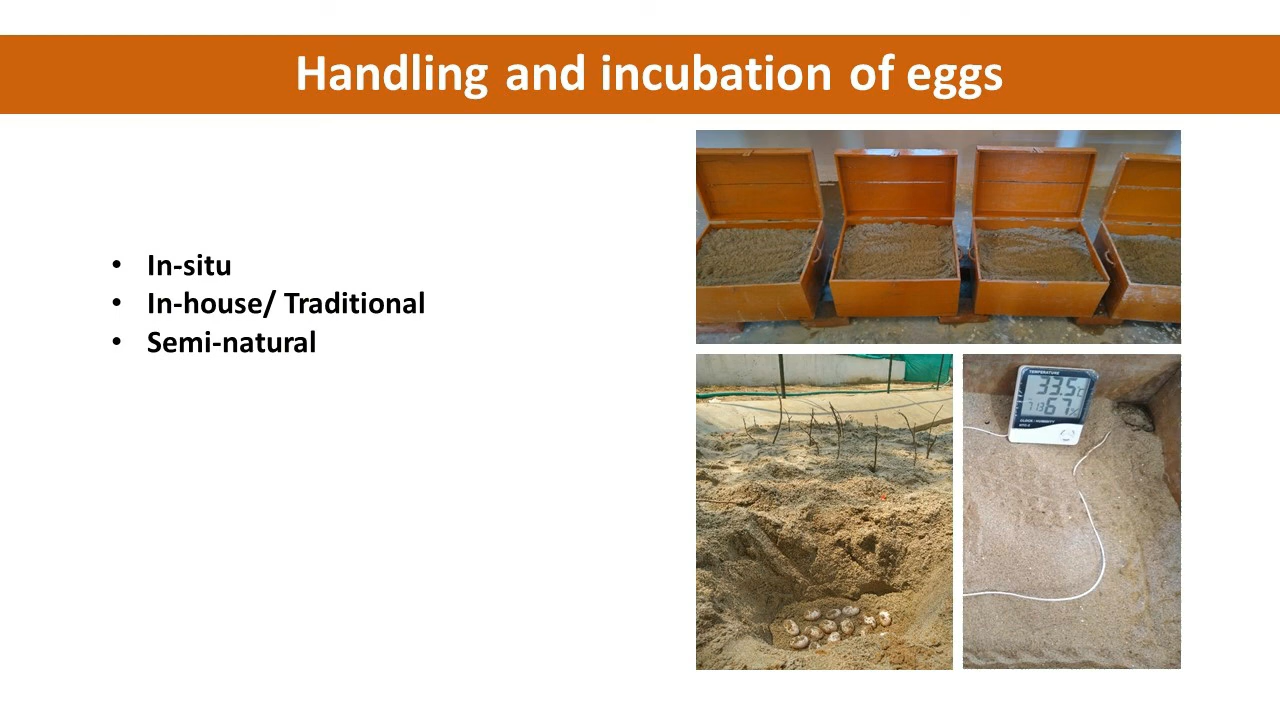 Handling and incubation of eggs
• In-situ
• In-house/ Traditional
• Semi-natural
TEMPERATURE
33.5°C
67%